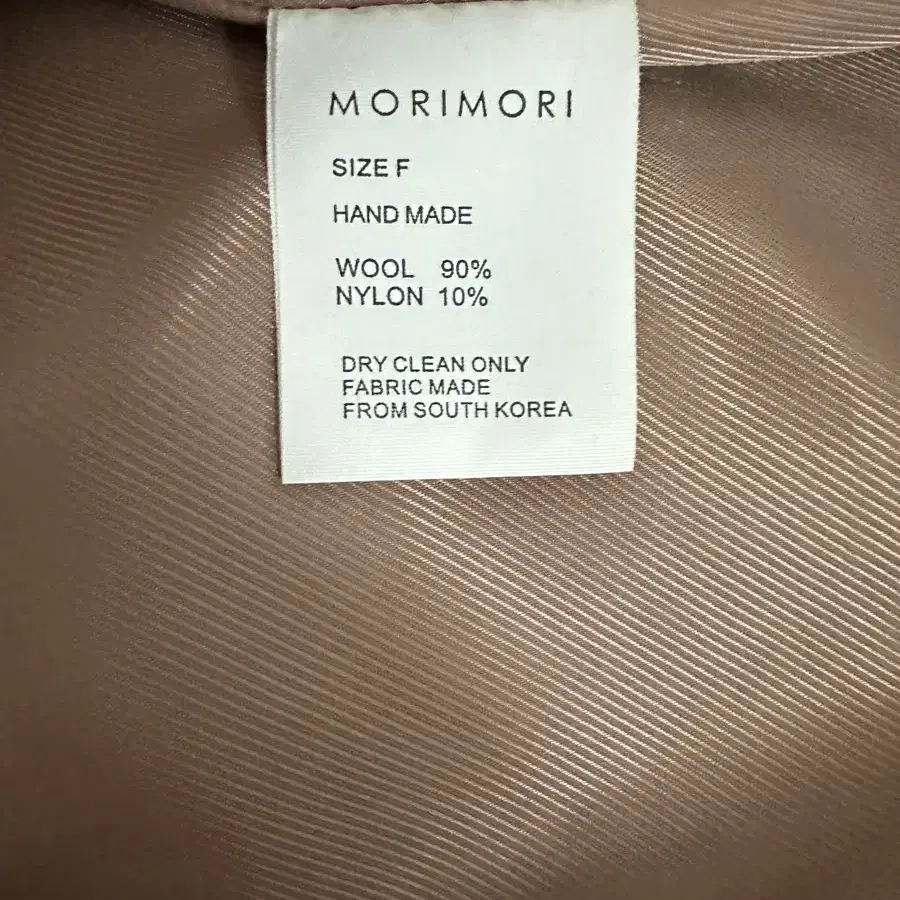 MORIMORI
SIZE F
HAND MADE
WOOL 90%
NYLON 10%
DRY CLEAN ONLY
FABRIC MADE
FROM SOUTH KOREA